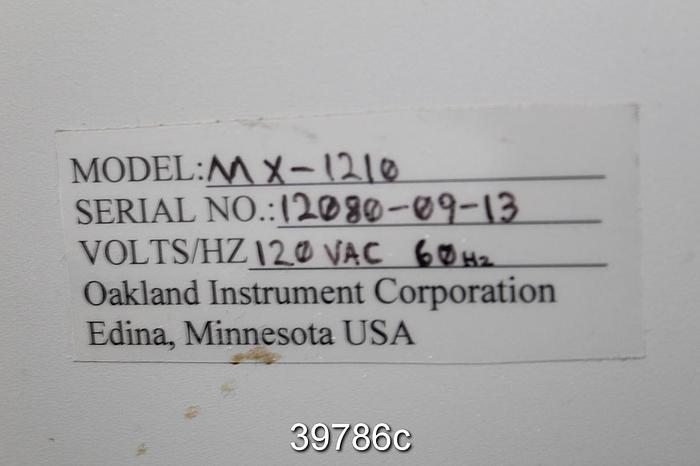 MODEL: MX-1210
SERIAL NO.: 12080-09-13
VOLTS/HZ 120 VAC 60Hz
Oakland Instrument Corporation
Edina, Minnesota USA
39786c